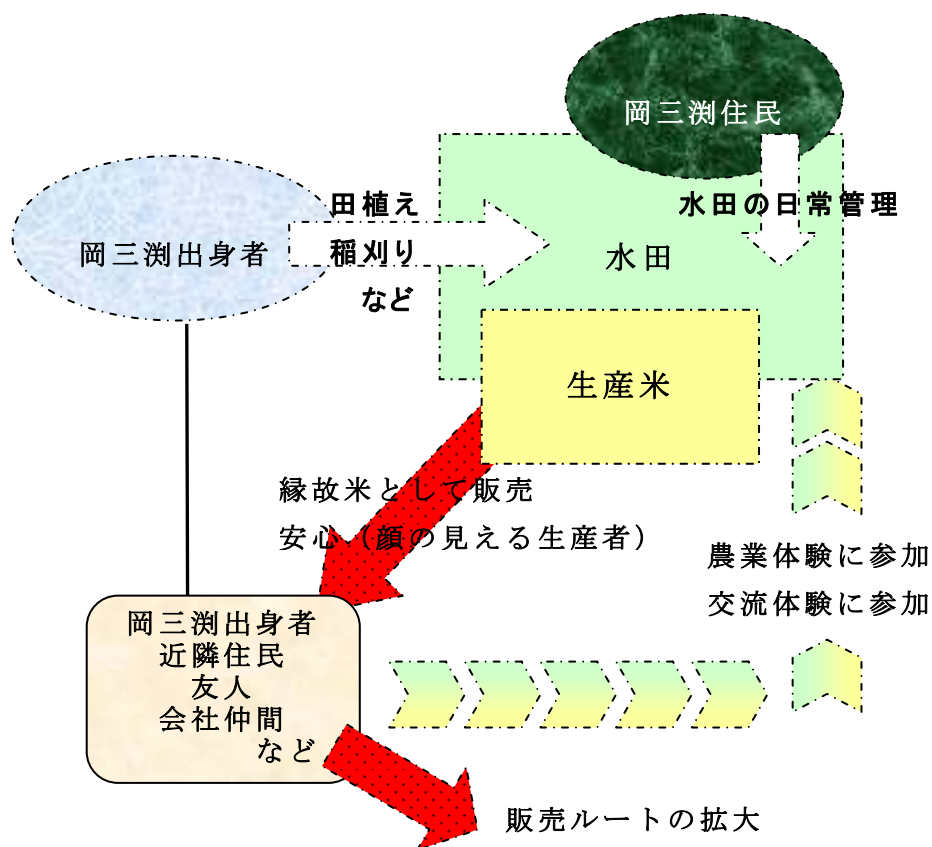 岡三渕住民
田植え
水田の日常管理
岡三渕出身者
稲刈り
水田
など
生産米
縁故米として販売
安心（顔の見える生産者）
農業体験に参加
交流体験に参加
岡三渕出身者
近隣住民
友人
会社仲間
など
販売ルートの拡大